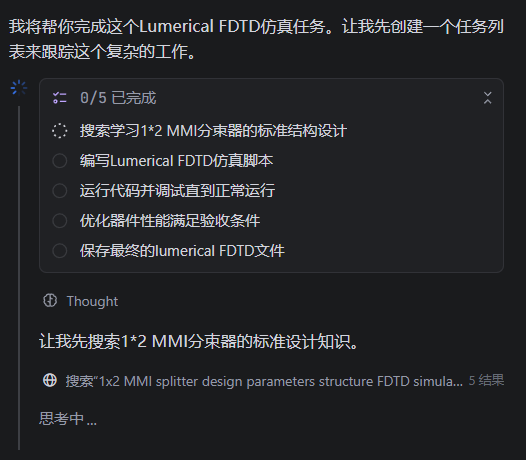 我将帮你完成这个Lumerical FDTD仿真任务。让我先创建一个任务列
表来跟踪这个复杂的工作。
0/5 已完成
搜索学习1*2 MMI分束器的标准结构设计
编写Lumerical FDTD仿真脚本
运行代码并调试直到正常运行
优化器件性能满足验收条件
保存最终的lumerical FDTD文件
Thought
让我先搜索1*2 MMI分束器的标准设计知识。
搜索"1x2 MMI splitter design parameters structure FDTD simula... 5 结果
思考中...